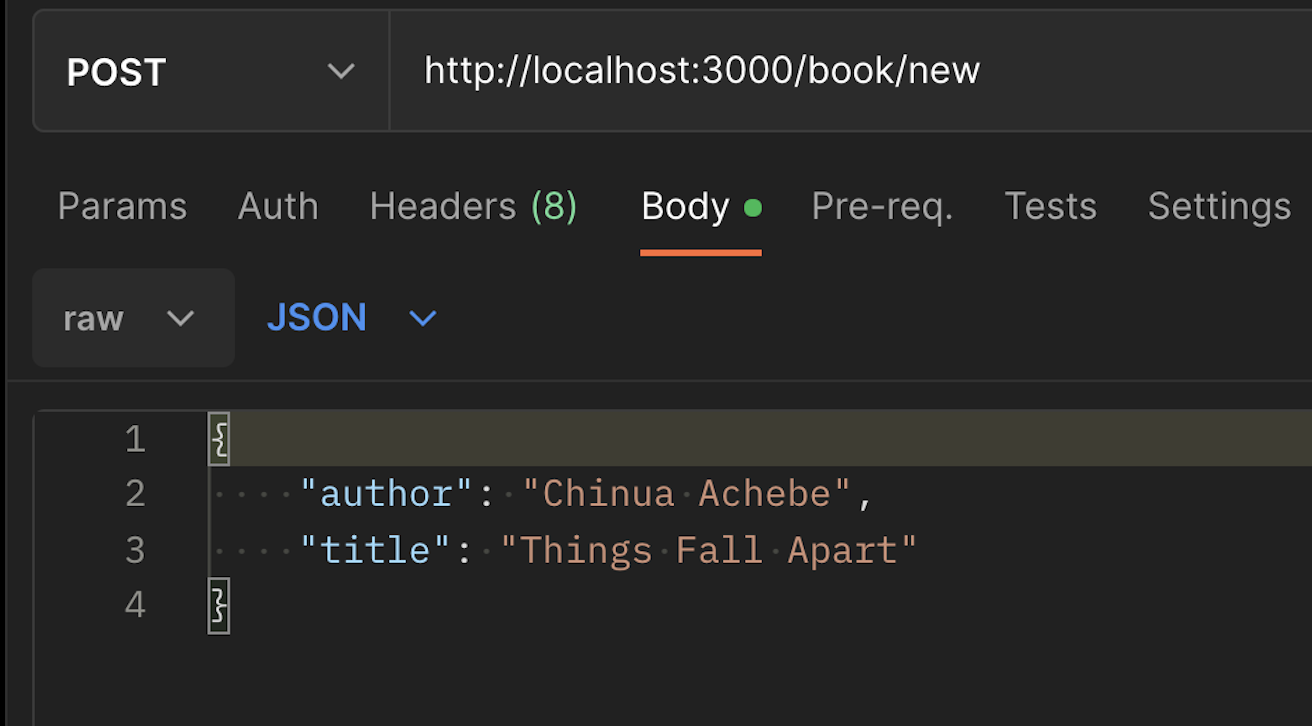 POST http://localhost:3000/book/new
Params Auth Headers (8) Body Pre-req. Tests Settings
raw JSON
1 {
2     "author": "Chinua Achebe",
3     "title": "Things Fall Apart"
4 }